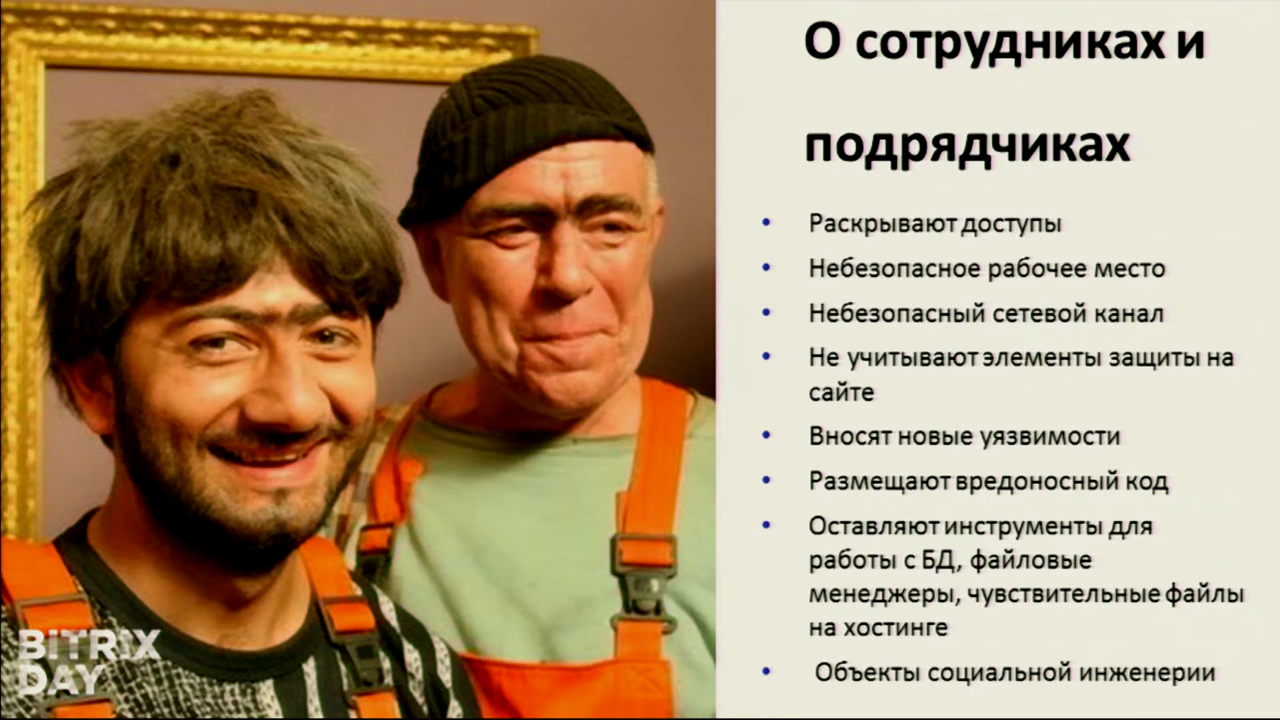 О сотрудниках и
подрядчиках
• Раскрывают доступы
• Небезопасное рабочее место
• Небезопасный сетевой канал
• Не учитывают элементы защиты на
сайте
• Вносят новые уязвимости
• Размещают вредоносный код
• Оставляют инструменты для
работы с БД, файловые
менеджеры, чувствительные файлы
на хостинге
• Объекты социальной инженерии
BITRIX
DAY